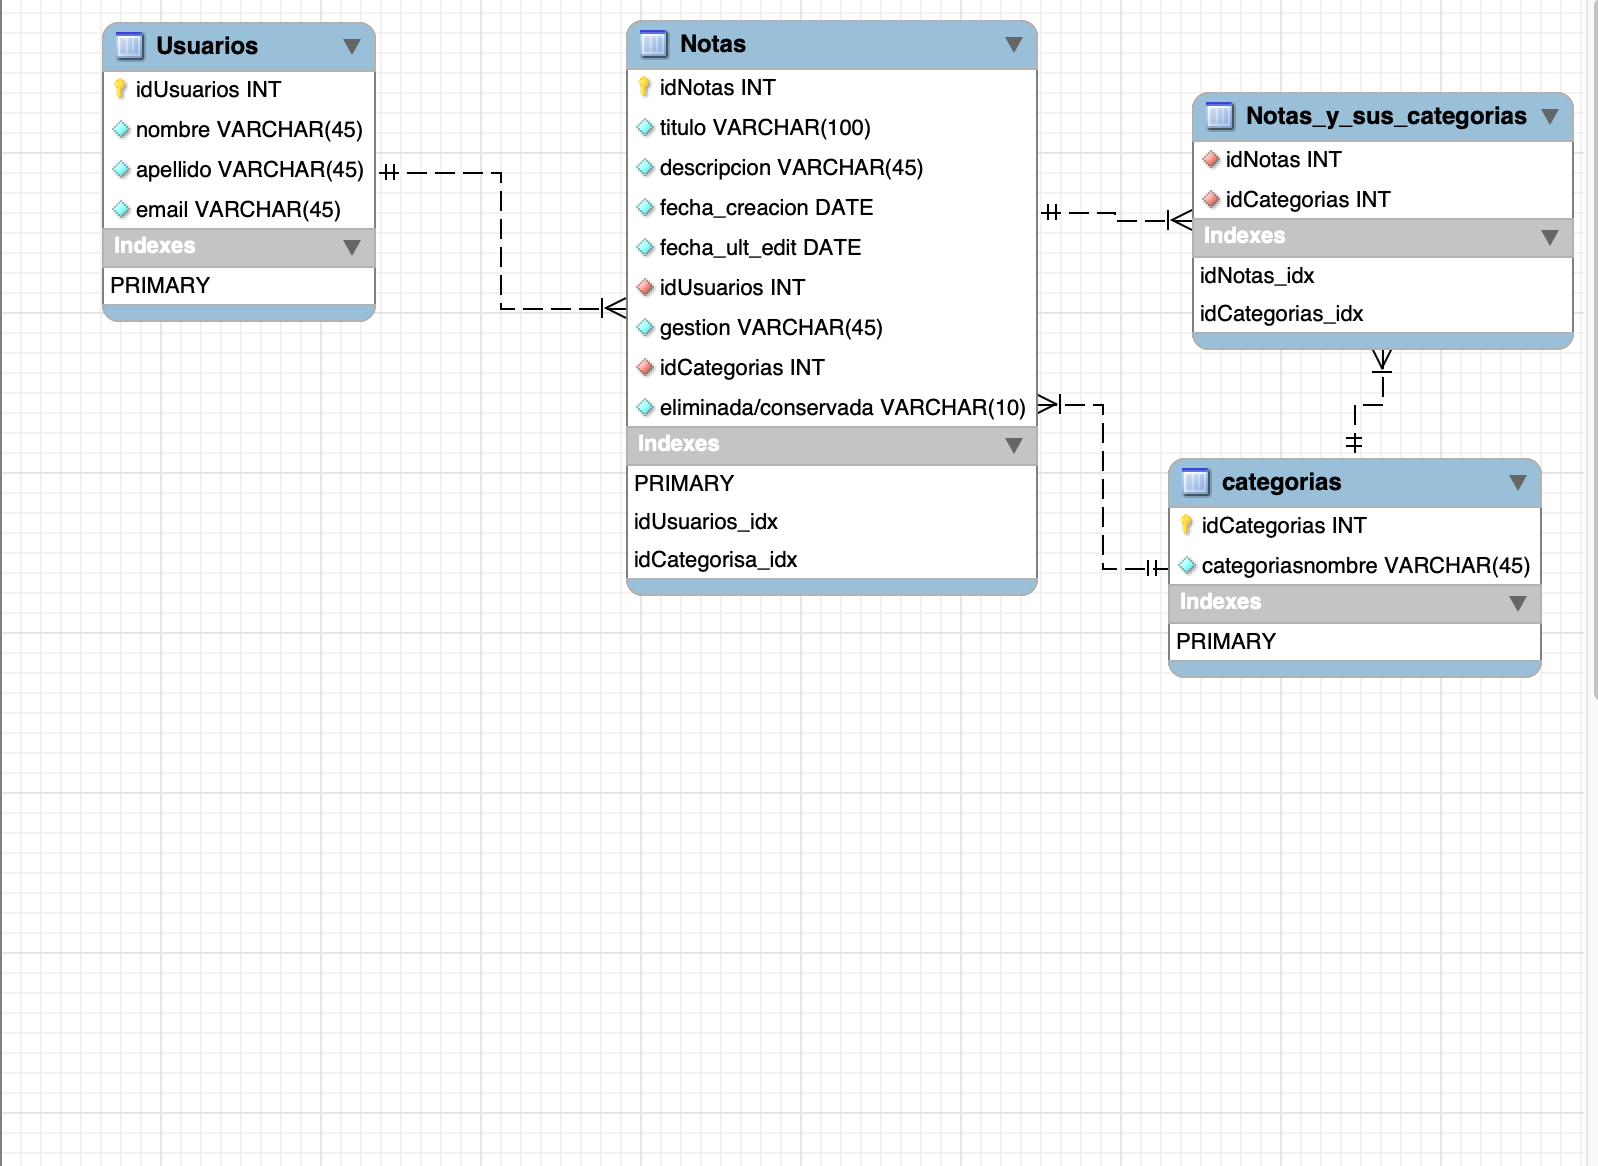 Usuarios
idUsuarios INT
nombre VARCHAR(45)
apellido VARCHAR(45)
email VARCHAR(45)
Indexes
PRIMARY
Notas
idNotas INT
titulo VARCHAR(100)
descripcion VARCHAR(45)
fecha_creacion DATE
fecha_ult_edit DATE
idUsuarios INT
gestion VARCHAR(45)
idCategorias INT
eliminada/conservada VARCHAR(10)
Indexes
PRIMARY
idUsuarios_idx
idCategorisa_idx
Notas_y_sus_categorias
idNotas INT
idCategorias INT
Indexes
idNotas_idx
idCategorias_idx
categorias
idCategorias INT
categoriasnombre VARCHAR(45)
Indexes
PRIMARY